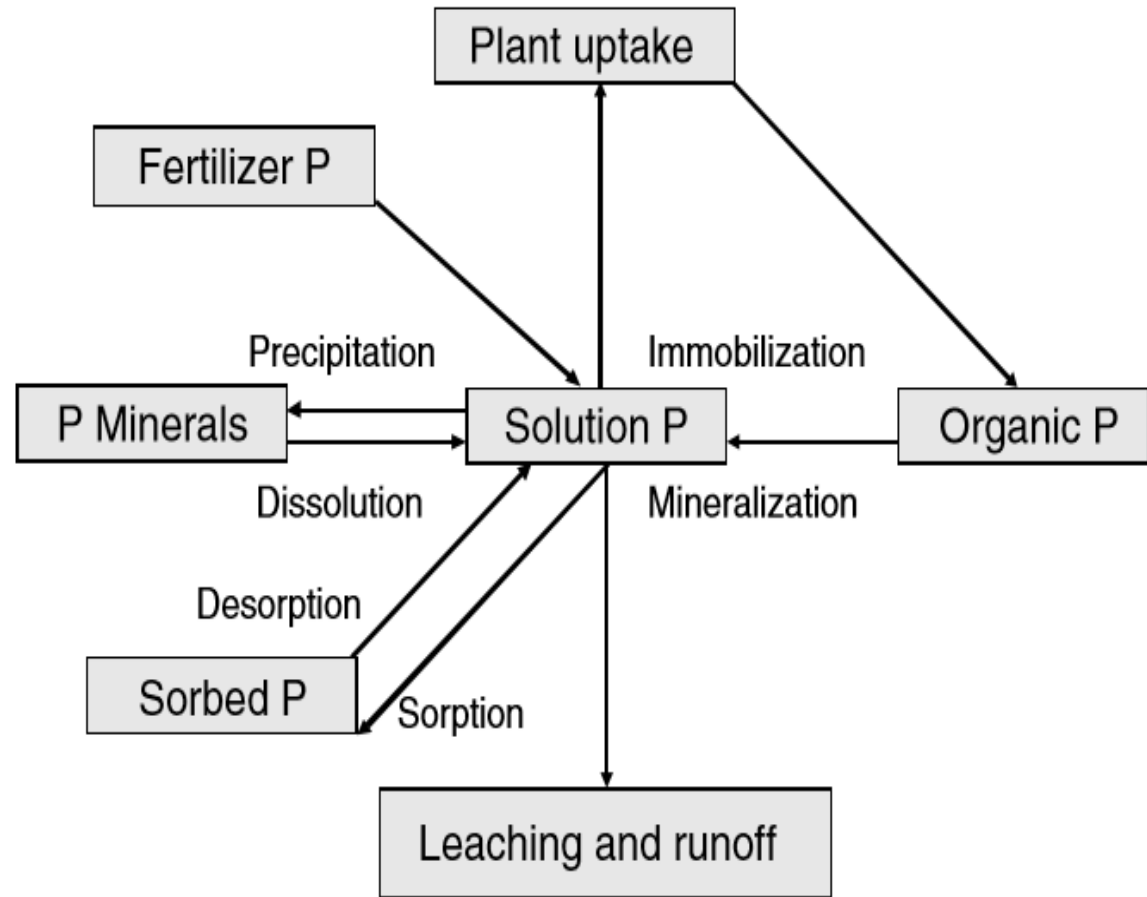 Plant uptake
Fertilizer P
Precipitation
Immobilization
P Minerals
Solution P
Organic P
Dissolution
Mineralization
Desorption
Sorbed P
Sorption
Leaching and runoff